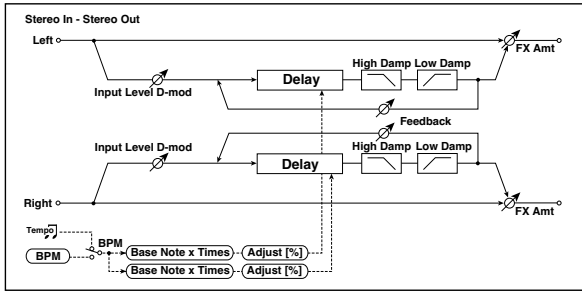 Stereo In - Stereo Out
Left
FX Amt
High Damp Low Damp
Delay
Input Level D-mod
Feedback
Input Level D-mod
High Damp Low Damp
Delay
Right
FX Amt
Tempo
BPM
BPM
Base Note x Times
Adjust [%]
Base Note x Times
Adjust [%]